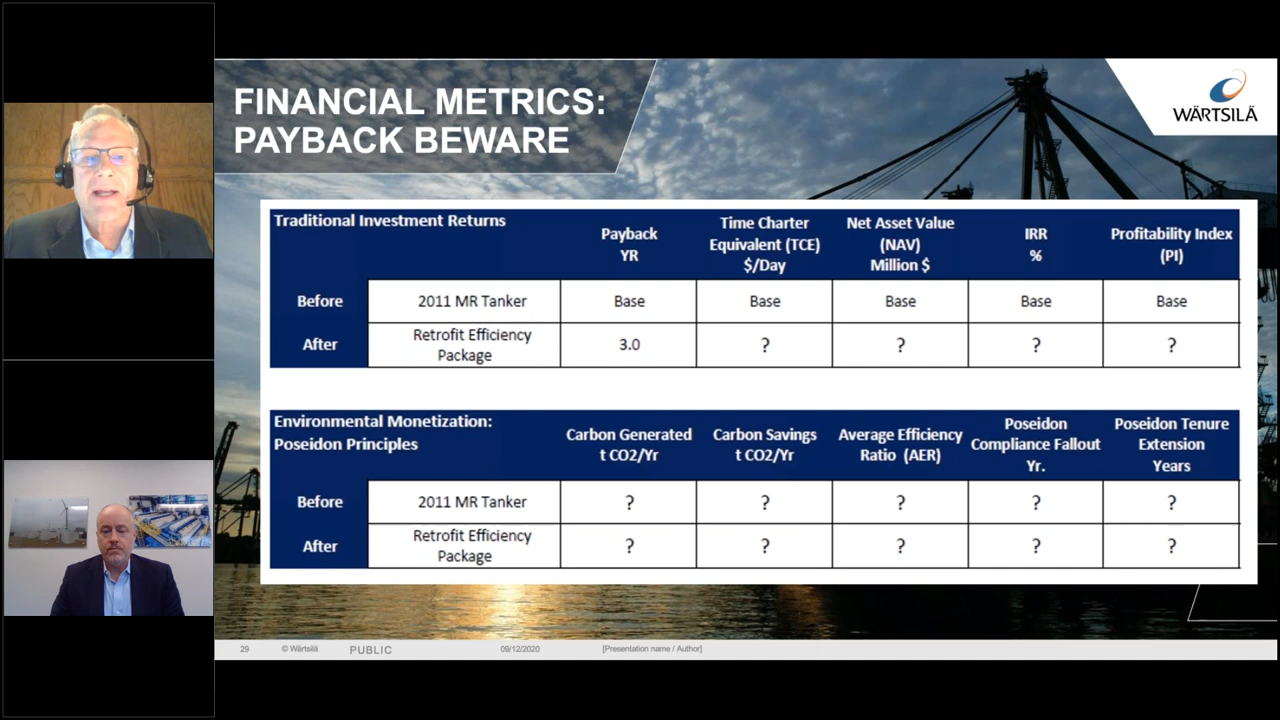 FINANCIAL METRICS:
PAYBACK BEWARE
WÄRTSILÄ
Traditional Investment Returns
Payback
YR
Time Charter
Equivalent (TCE)
$/Day
Net Asset Value
(NAV)
Million $
IRR
%
Profitability Index
(PI)
Before
2011 MR Tanker
Base
Base
Base
Base
Base
After
Retrofit Efficiency
Package
3.0
?
?
?
?
Environmental Monetization:
Poseidon Principles
Carbon Generated
t CO2/Yr
Carbon Savings
t CO2/Yr
Average Efficiency
Ratio (AER)
Poseidon
Compliance Fallout
Yr.
Poseidon Tenure
Extension
Years
Before
2011 MR Tanker
?
?
?
?
?
After
Retrofit Efficiency
Package
?
?
?
?
?
29
© Wärtsilä
PUBLIC
09/12/2020
[Presentation name / Author]